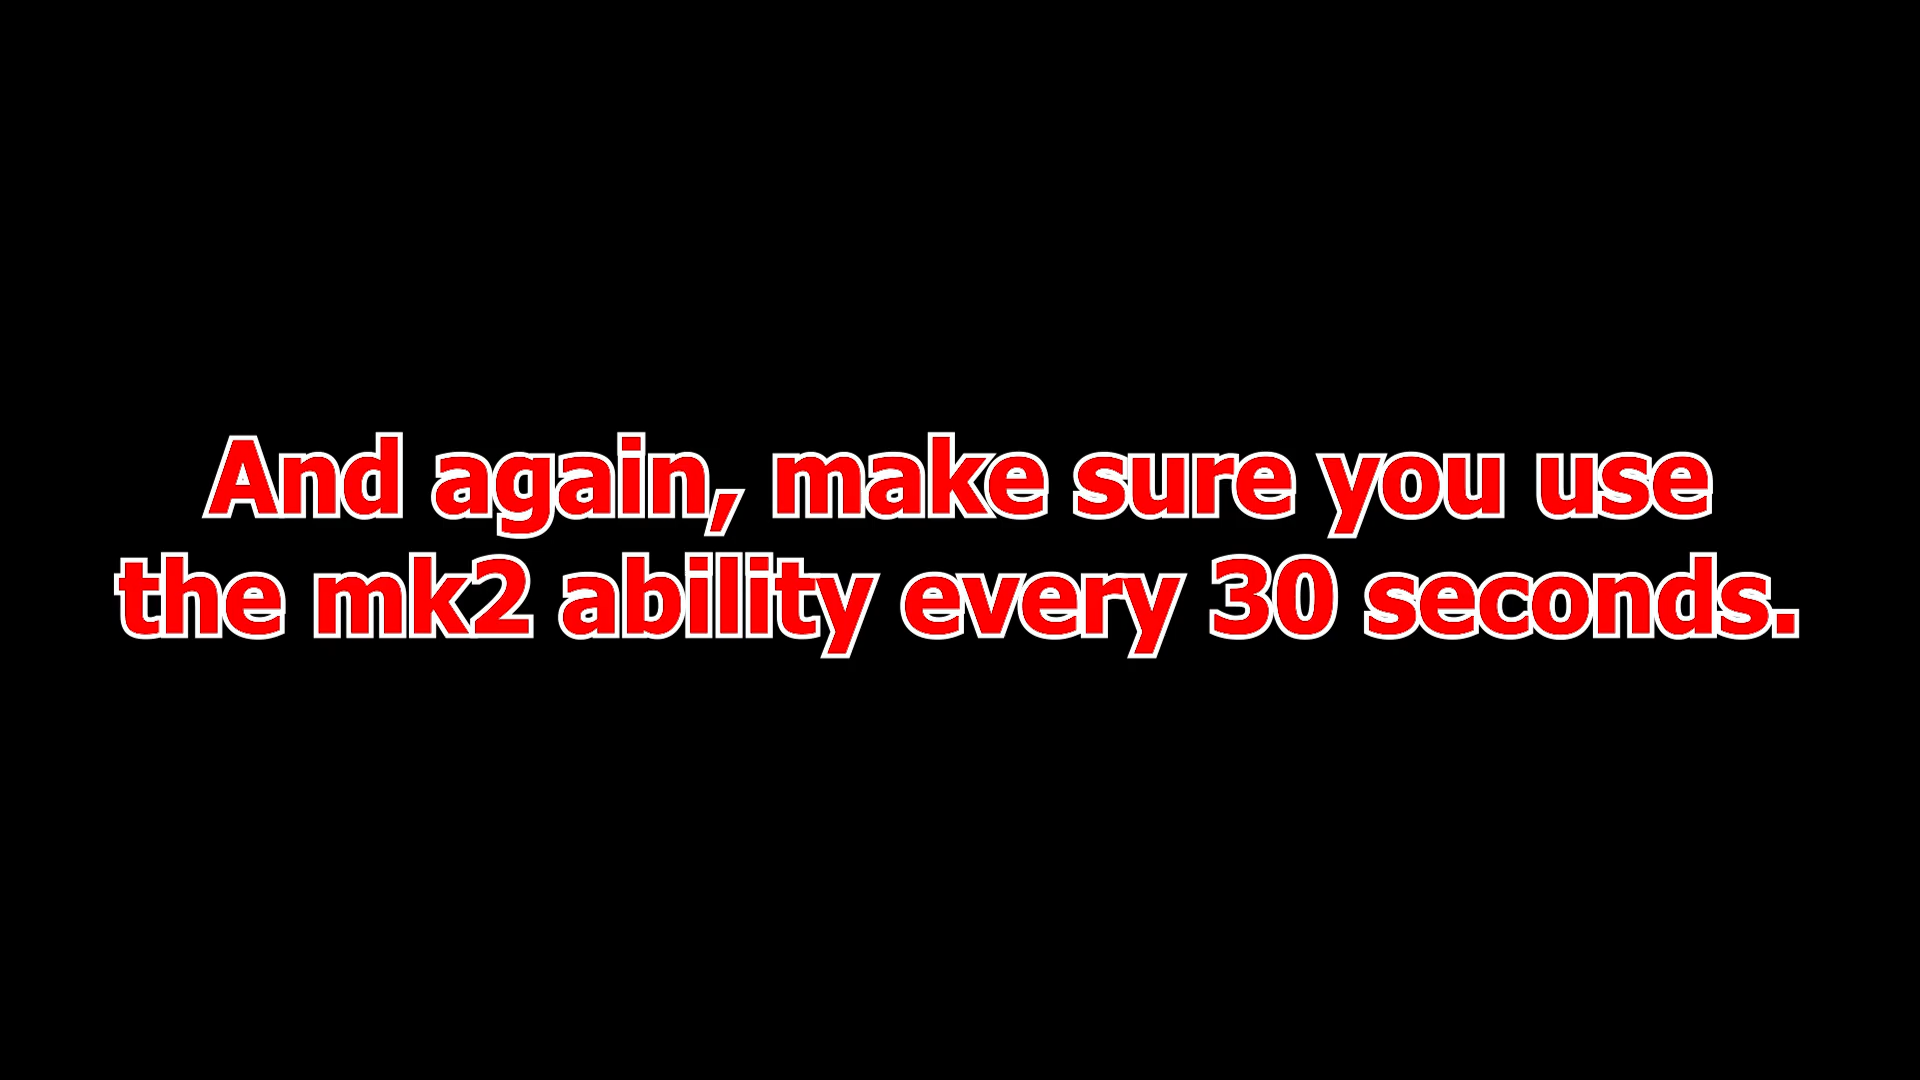 And again, make sure you use
the mk2 ability every 30 seconds.